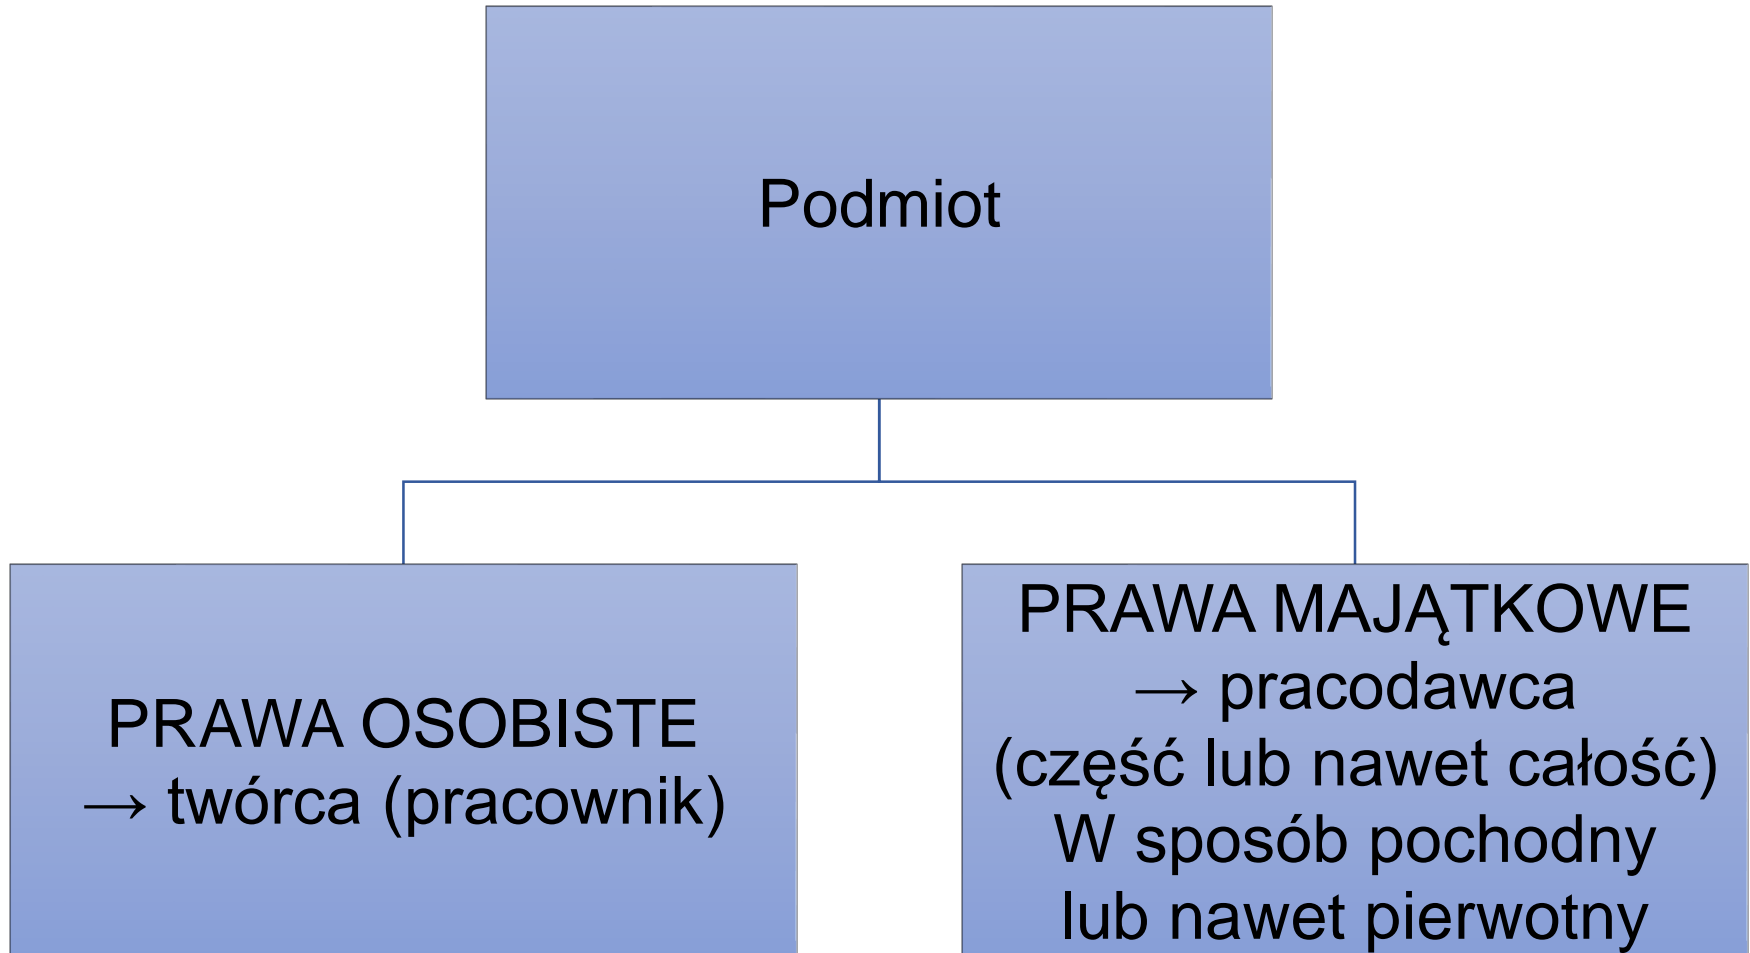 Podmiot
PRAWA OSOBISTE
→ twórca (pracownik)
PRAWA MAJĄTKOWE
→ pracodawca
(część lub nawet całość)
W sposób pochodny
lub nawet pierwotny